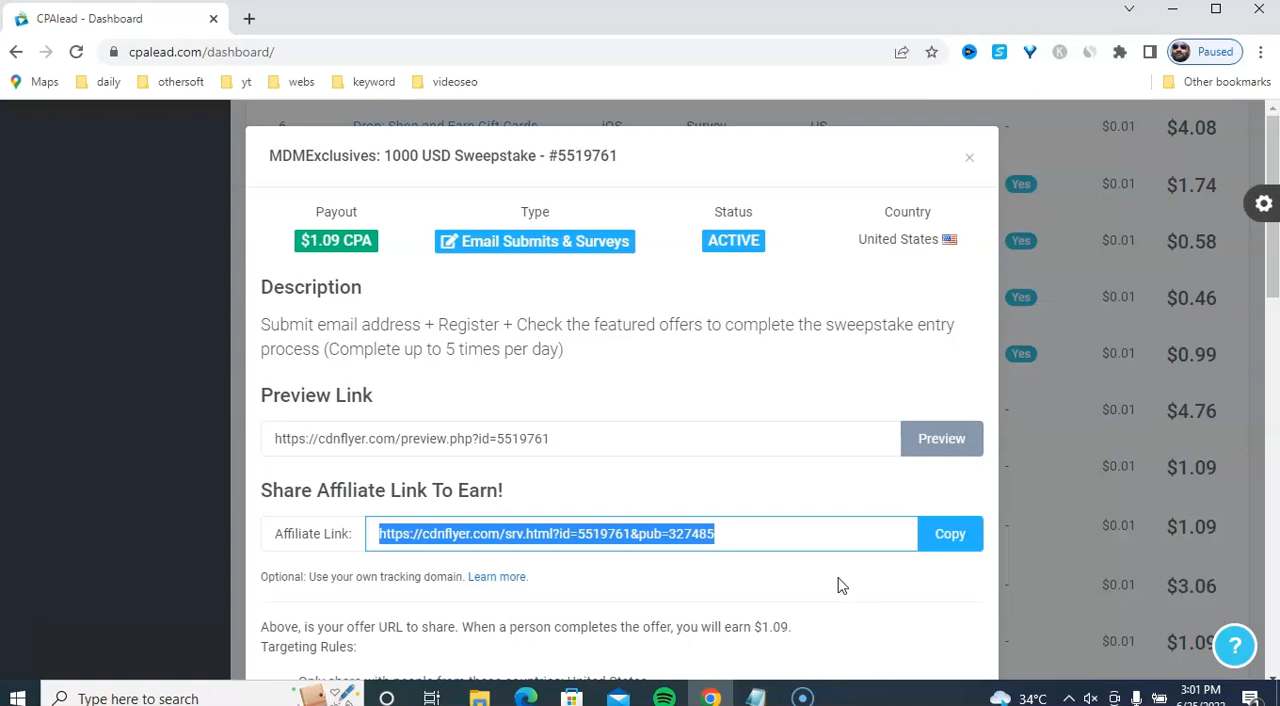 CPAlead - Dashboard
cpalead.com/dashboard/
Paused
Maps daily othersoft yt webs keyword videoseo Other bookmarks
6 Drop: Shop and Earn Gift Cards iOS Survey US - $0.01 $4.08
MDMExclusives: 1000 USD Sweepstake - #5519761
Yes $0.01 $1.74
Payout Type Status Country
$1.09 CPA Email Submits & Surveys ACTIVE United States
Yes $0.01 $0.58
Description
Yes $0.01 $0.46
Submit email address + Register + Check the featured offers to complete the sweepstake entry
process (Complete up to 5 times per day)
Yes $0.01 $0.99
Preview Link
- $0.01 $4.76
https://cdnflyer.com/preview.php?id=5519761 Preview
- $0.01 $1.09
Share Affiliate Link To Earn!
Affiliate Link: https://cdnflyer.com/srv.html?id=5519761&pub=327485 Copy
- $0.01 $1.09
Optional: Use your own tracking domain. Learn more.
- $0.01 $3.06
Above, is your offer URL to share. When a person completes the offer, you will earn $1.09.
- $0.01 $1.09
Targeting Rules:
Only share with people from these countries: United States
?
Type here to search
34°C
3:01 PM